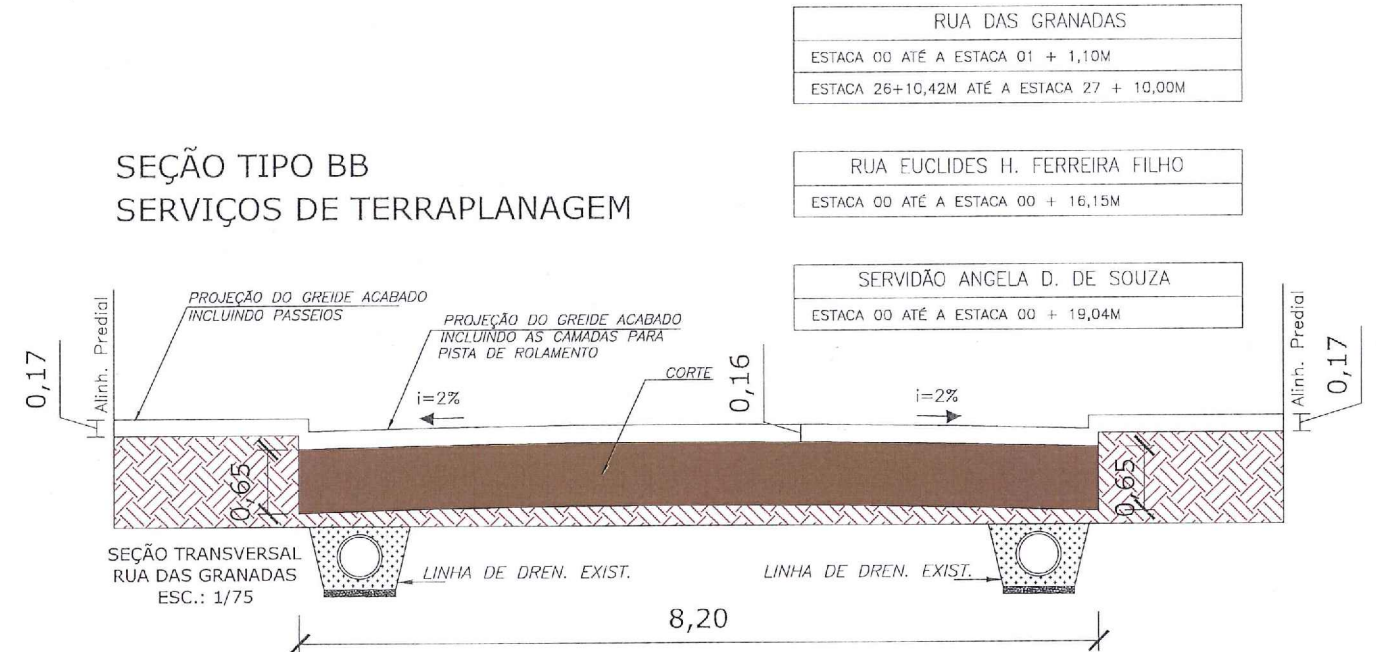 RUA DAS GRANADAS
ESTACA 00 ATÉ A ESTACA 01 + 1,10M
ESTACA 26+10,42M ATÉ A ESTACA 27 + 10,00M
SEÇÃO TIPO BB
SERVIÇOS DE TERRAPLANAGEM
RUA EUCLIDES H. FERREIRA FILHO
ESTACA 00 ATÉ A ESTACA 00 + 16,15M
SERVIDÃO ANGELA D. DE SOUZA
ESTACA 00 ATÉ A ESTACA 00 + 19,04M
PROJEÇÃO DO GREIDE ACABADO
INCLUINDO PASSEIOS
PROJEÇÃO DO GREIDE ACABADO
INCLUINDO AS CAMADAS PARA
PISTA DE ROLAMENTO
CORTE
0,17
Alinh. Predial
i=2%
0,16
i=2%
Alinh. Predial
0,17
0,65
0,65
SEÇÃO TRANSVERSAL
RUA DAS GRANADAS
ESC.: 1/75
LINHA DE DREN. EXIST.
LINHA DE DREN. EXIST.
8,20